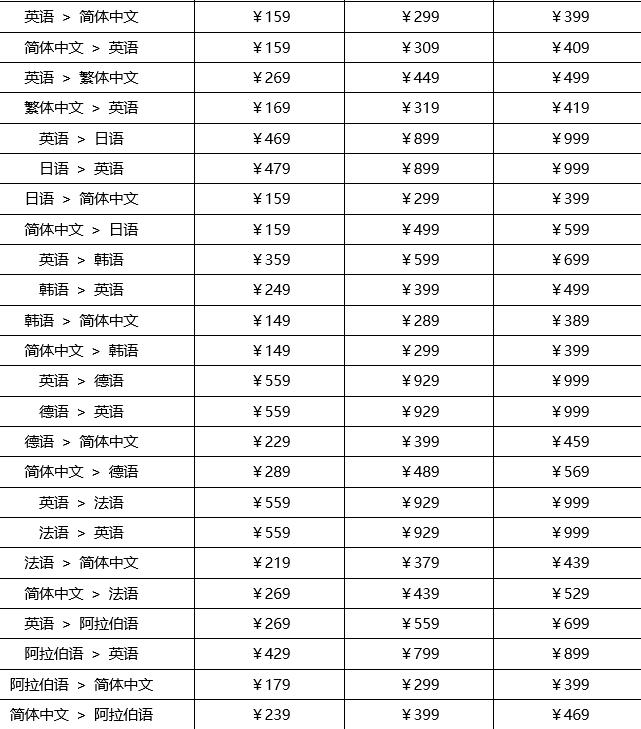 英语 > 简体中文 ￥159 ￥299 ￥399
简体中文 > 英语 ￥159 ￥309 ￥409
英语 > 繁体中文 ￥269 ￥449 ￥499
繁体中文 > 英语 ￥169 ￥319 ￥419
英语 > 日语 ￥469 ￥899 ￥999
日语 > 英语 ￥479 ￥899 ￥999
日语 > 简体中文 ￥159 ￥299 ￥399
简体中文 > 日语 ￥159 ￥499 ￥599
英语 > 韩语 ￥359 ￥599 ￥699
韩语 > 英语 ￥249 ￥399 ￥499
韩语 > 简体中文 ￥149 ￥289 ￥389
简体中文 > 韩语 ￥149 ￥299 ￥399
英语 > 德语 ￥559 ￥929 ￥999
德语 > 英语 ￥559 ￥929 ￥999
德语 > 简体中文 ￥229 ￥399 ￥459
简体中文 > 德语 ￥289 ￥489 ￥569
英语 > 法语 ￥559 ￥929 ￥999
法语 > 英语 ￥559 ￥929 ￥999
法语 > 简体中文 ￥219 ￥379 ￥439
简体中文 > 法语 ￥269 ￥439 ￥529
英语 > 阿拉伯语 ￥269 ￥559 ￥699
阿拉伯语 > 英语 ￥429 ￥799 ￥899
阿拉伯语 > 简体中文 ￥179 ￥299 ￥399
简体中文 > 阿拉伯语 ￥239 ￥399 ￥469